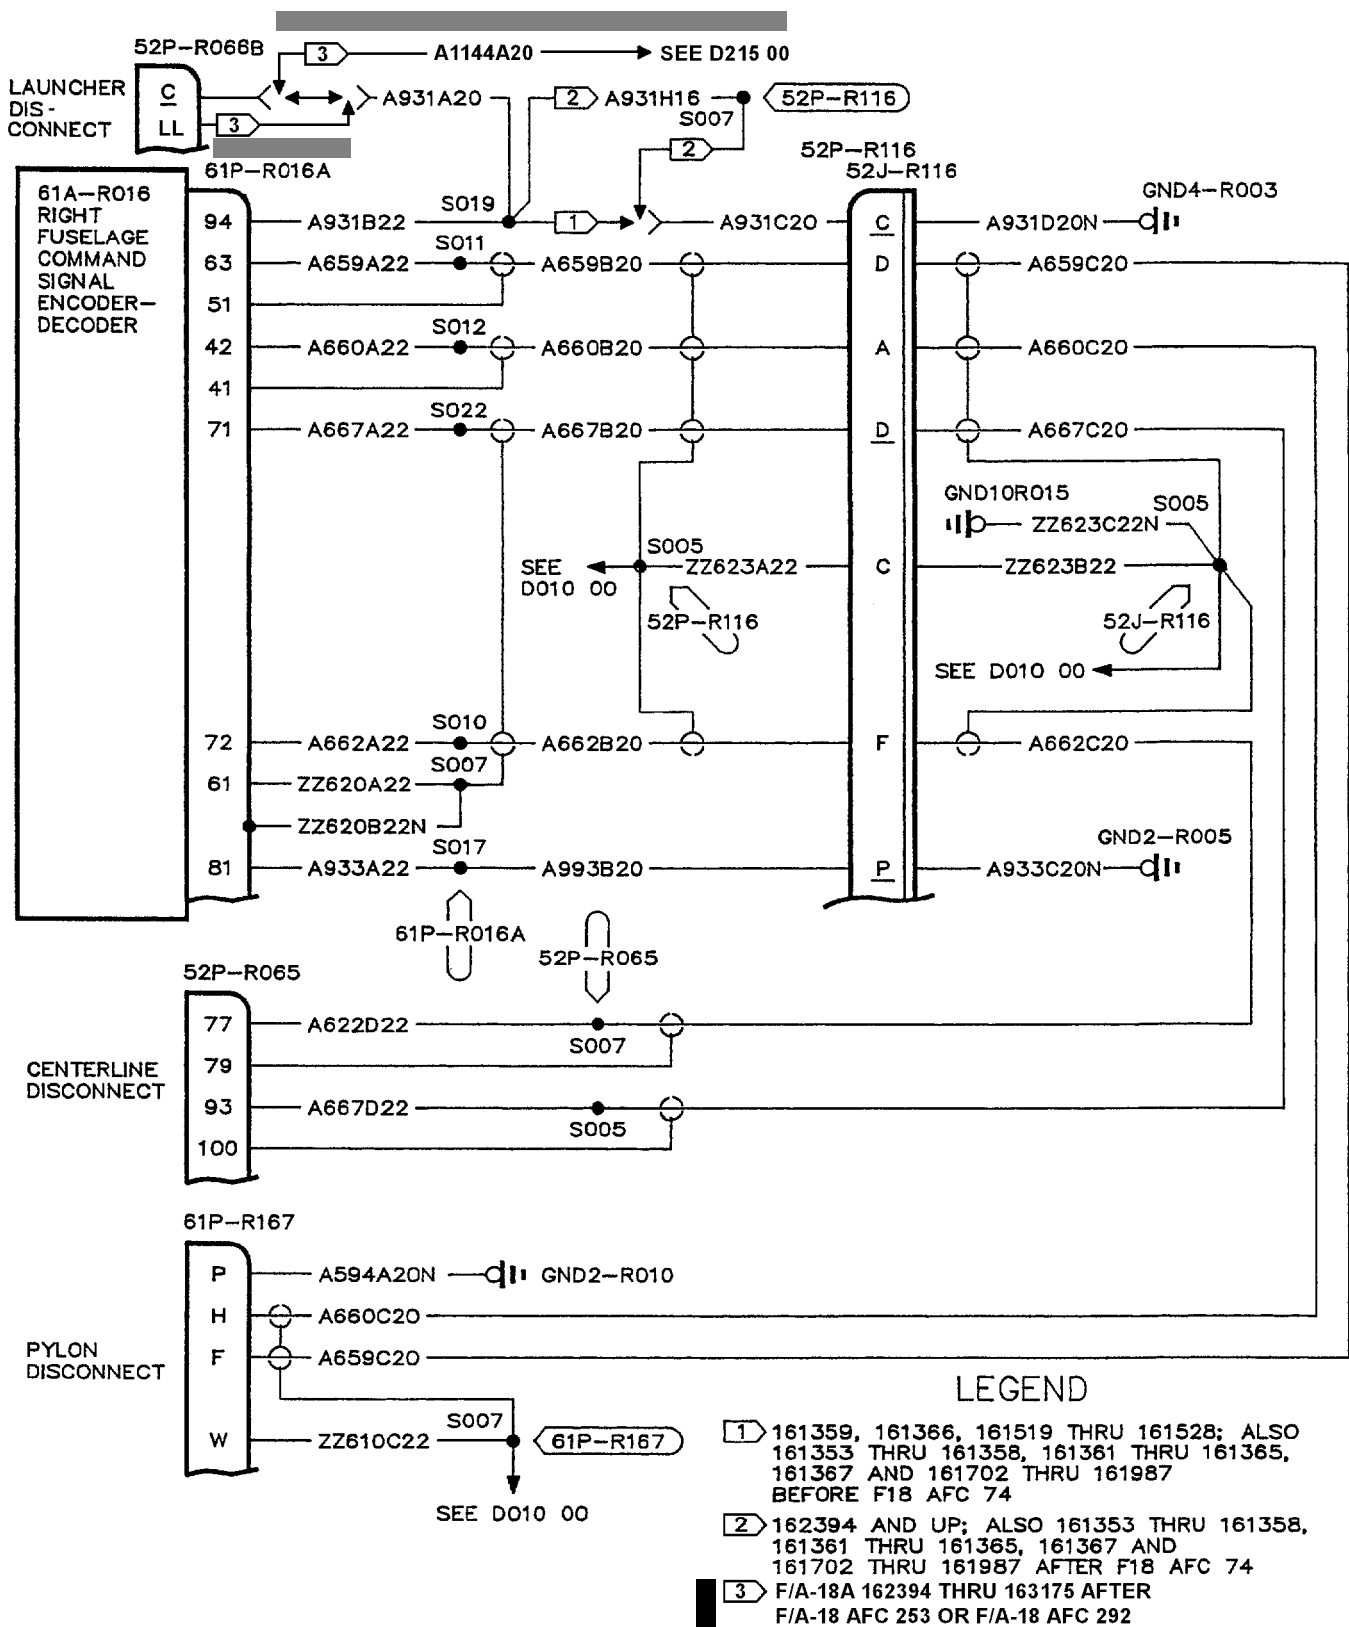 52P-R066B
3
A1144A20
SEE D215 00
LAUNCHER
DIS-
CONNECT
C
A931A20
2
A931H16
52P-R116
LL
3
S007
2
52P-R116
52J-R116
61P-R016A
61A-R016
RIGHT
FUSELAGE
COMMAND
SIGNAL
ENCODER-
DECODER
GND4-R003
S019
94
A931B22
1
A931C20
C
A931D20N
S011
63
A659A22
A659B20
D
A659C20
51
S012
42
A660A22
A660B20
A
A660C20
41
S022
71
A667A22
A667B20
D
A667C20
GND10R015
S005
ZZ623C22N
S005
SEE
D010 00
ZZ623A22
C
ZZ623B22
52P-R116
52J-R116
SEE D010 00
S010
72
A662A22
A662B20
F
A662C20
S007
61
ZZ620A22
ZZ620B22N
S017
GND2-R005
81
A933A22
A993B20
P
A933C20N
61P-R016A
52P-R065
52P-R065
77
A622D22
S007
79
CENTERLINE
DISCONNECT
93
A667D22
S005
100
61P-R167
P
A594A20N
GND2-R010
H
A660C20
PYLON
DISCONNECT
F
A659C20
S007
W
ZZ610C22
61P-R167
SEE D010 00
LEGEND
1 161359, 161366, 161519 THRU 161528; ALSO
161353 THRU 161358, 161361 THRU 161365,
161367 AND 161702 THRU 161987
BEFORE F18 AFC 74
2 162394 AND UP; ALSO 161353 THRU 161358,
161361 THRU 161365, 161367 AND
161702 THRU 161987 AFTER F18 AFC 74
3 F/A-18A 162394 THRU 163175 AFTER
F/A-18 AFC 253 OR F/A-18 AFC 292